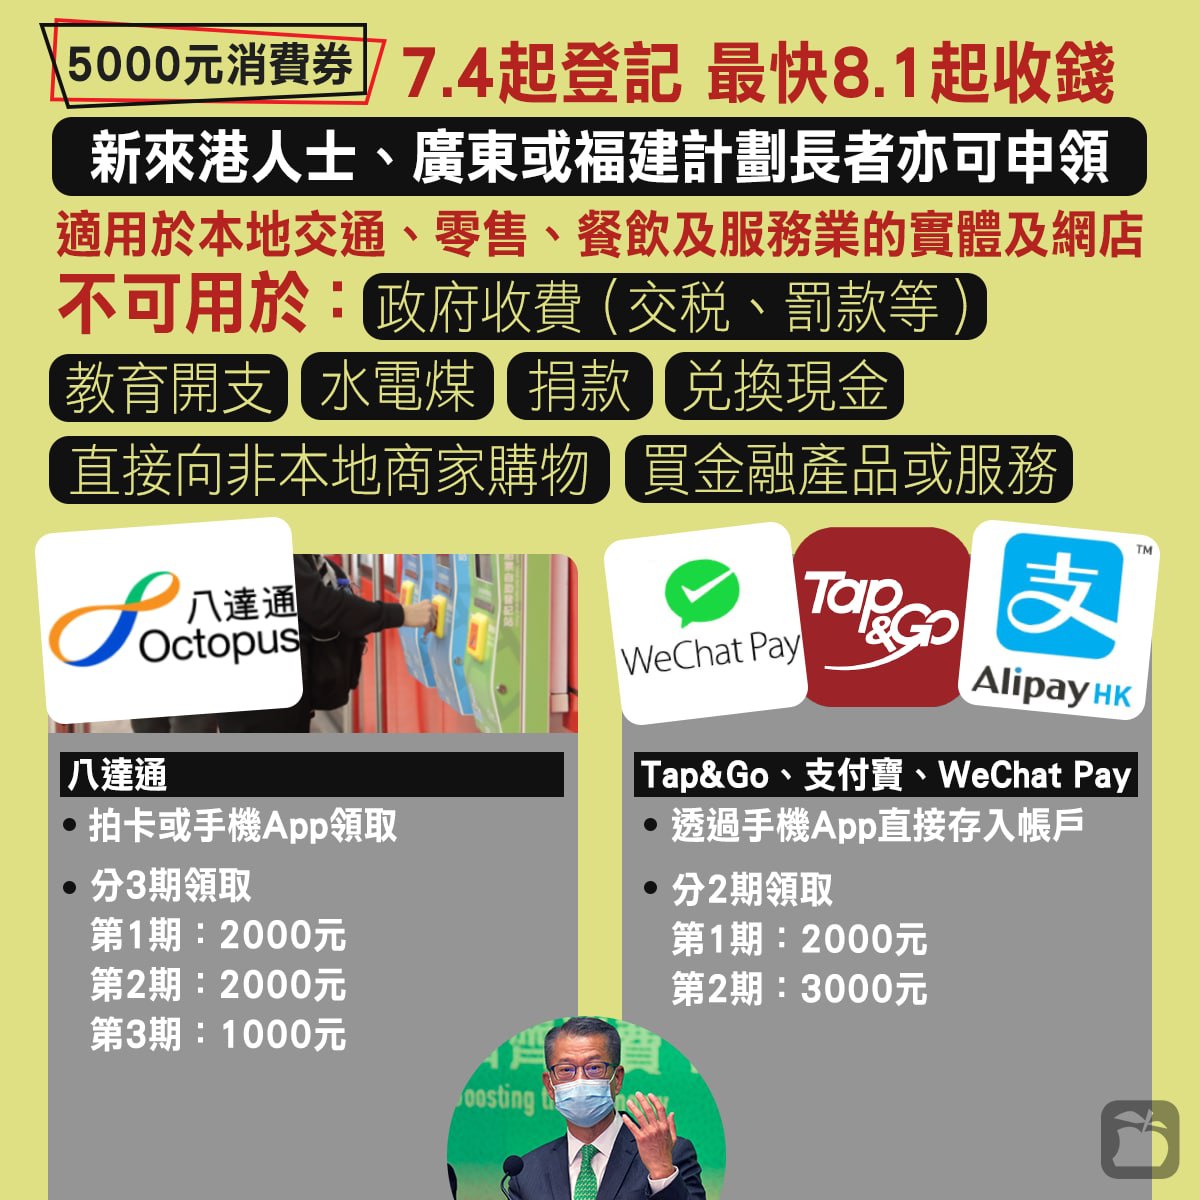 5000元消費券
7.4起登記 最快8.1起收錢
新來港人士、廣東或福建計劃長者亦可申領
適用於本地交通、零售、餐飲及服務業的實體及網店
不可用於：政府收費（交税、罰款等）
教育開支 水電煤 捐款 兑換現金
直接向非本地商家購物 買金融產品或服務
八達通
Octopus
WeChat Pay
Tap
&Go
支
TM
Alipay HK
八達通
• 拍卡或手機App領取
• 分3期領取
第1期：2000元
第2期：2000元
第3期：1000元
Tap&Go、支付寶、WeChat Pay
• 透過手機App直接存入帳戶
• 分2期領取
第1期：2000元
第2期：3000元
oosting